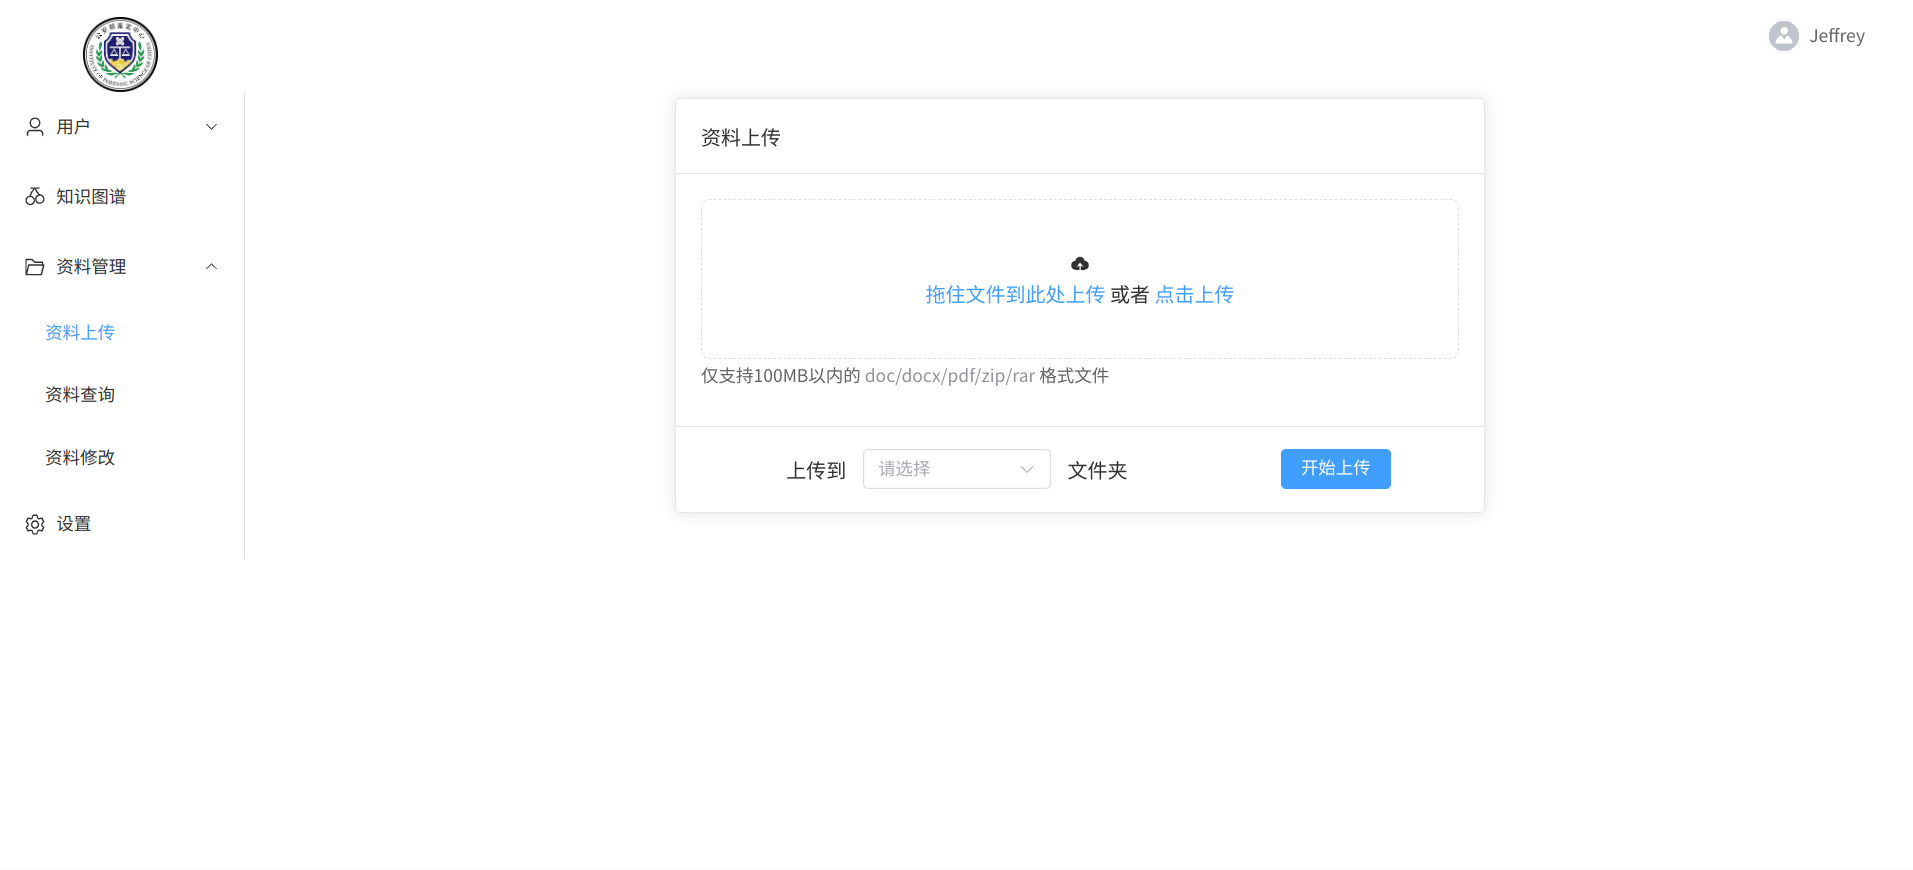 Jeffrey
用户
知识图谱
资料管理
资料上传
资料查询
资料修改
设置
资料上传
拖住文件到此处上传 或者 点击上传
仅支持100MB以内的 doc/docx/pdf/zip/rar 格式文件
上传到 请选择 文件夹 开始上传